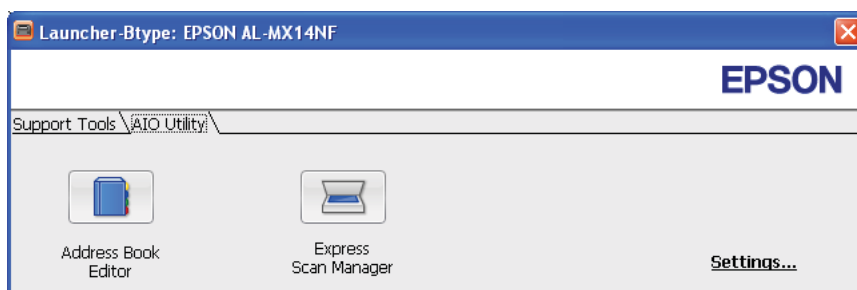 Launcher-Btype: EPSON AL-MX14NF
EPSON
Support Tools AIO Utility
Address Book
Editor
Express
Scan Manager
Settings...